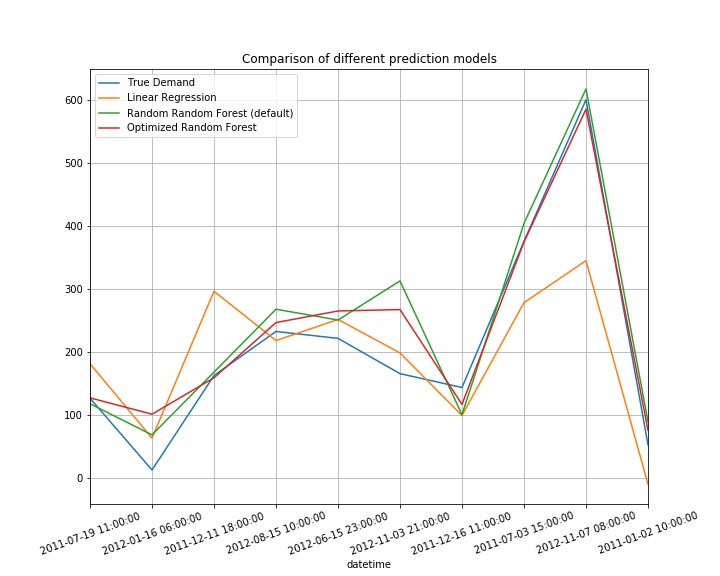 Comparison of different prediction models
True Demand
Linear Regression
Random Random Forest (default)
Optimized Random Forest
600
500
400
300
200
100
0
2011-07-19 11:00:00
2012-01-16 06:00:00
2011-12-11 18:00:00
2012-08-15 10:00:00
2012-06-15 23:00:00
2012-11-03 21:00:00
2011-12-16 11:00:00
2011-07-03 15:00:00
2012-11-07 08:00:00
2011-01-02 10:00:00
datetime